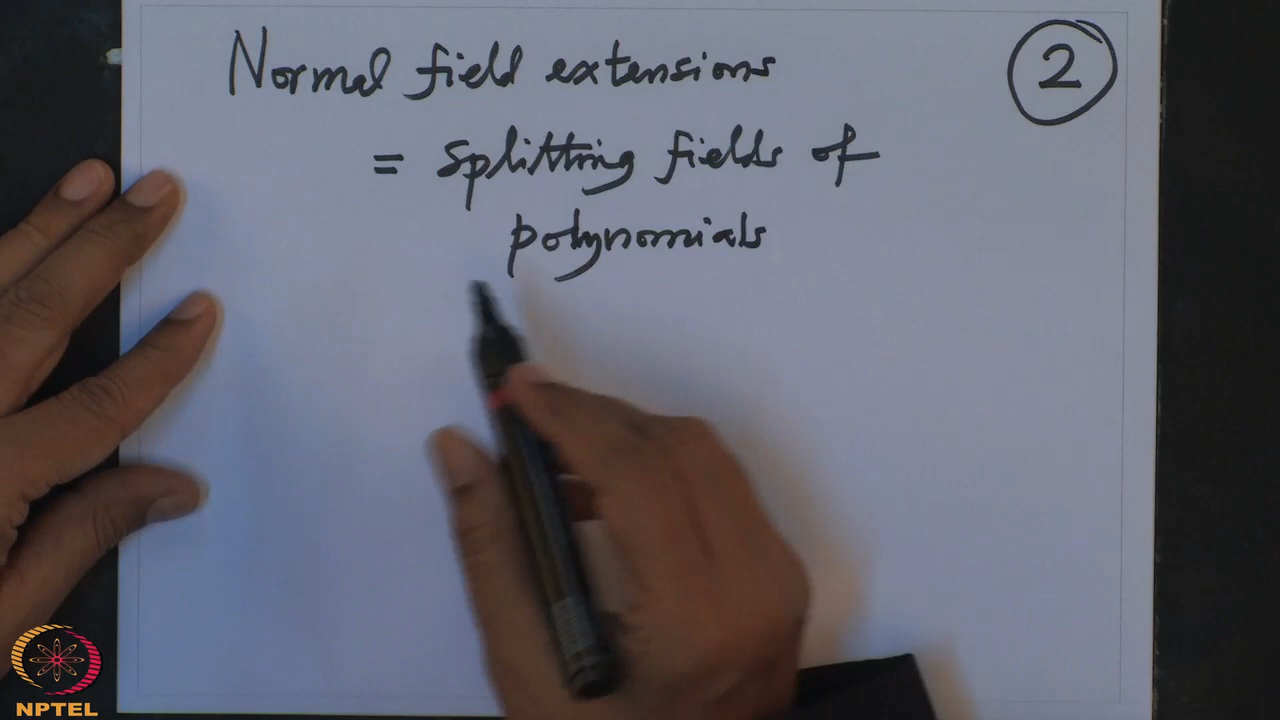 Normal field extensions
2
= Splitting fields of
polynomials
NPTEL